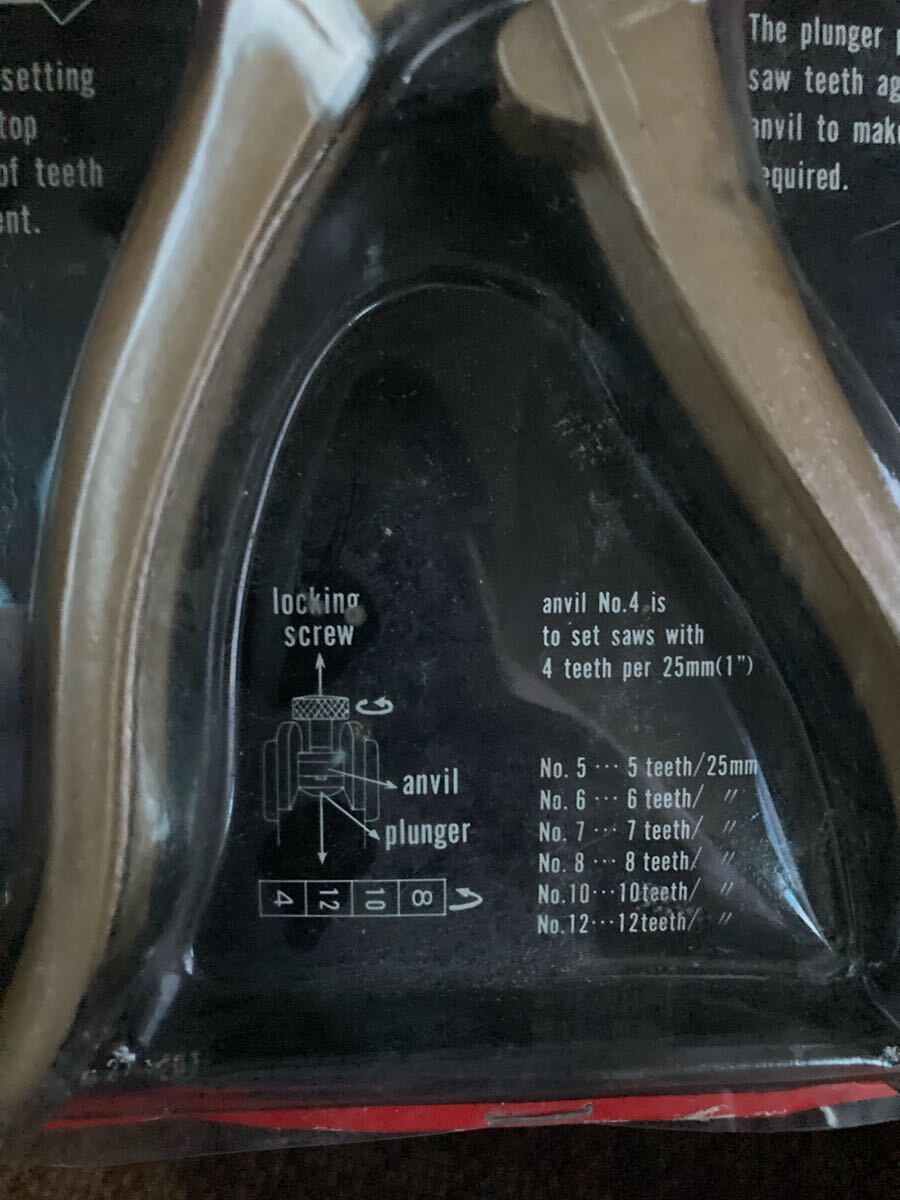 setting
top
of teeth
ent.
The plunger
saw teeth ag
anvil to make
equired.
locking
screw
anvil
plunger
4 12 10 8
anvil No.4 is
to set saws with
4 teeth per 25mm(1")
No. 5 ··· 5 teeth/25mm
No. 6 ··· 6 teeth/ 〃
No. 7 ··· 7 teeth/ 〃
No. 8 ··· 8 teeth/ 〃
No.10···10teeth/ 〃
No.12···12teeth/ 〃